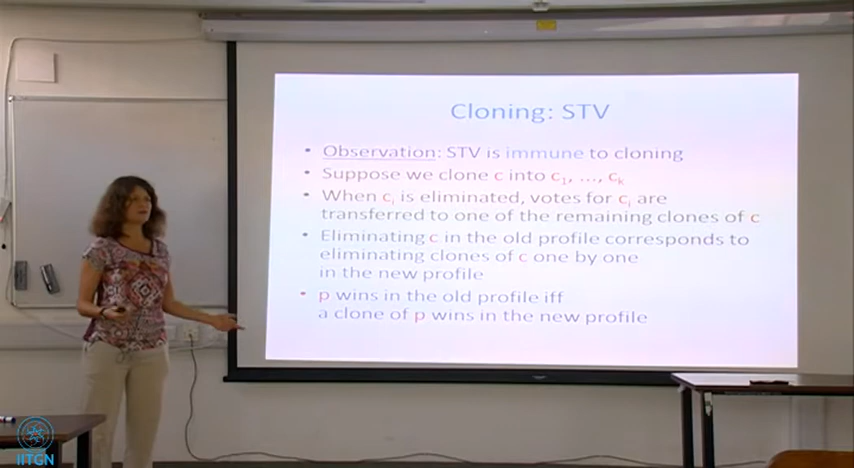 Cloning: STV
• Observation: STV is immune to cloning
• Suppose we clone c into c₁, ..., cₖ
• When cᵢ is eliminated, votes for cᵢ are
transferred to one of the remaining clones of c
• Eliminating c in the old profile corresponds to
eliminating clones of c one by one
in the new profile
• p wins in the old profile iff
a clone of p wins in the new profile
IITGN